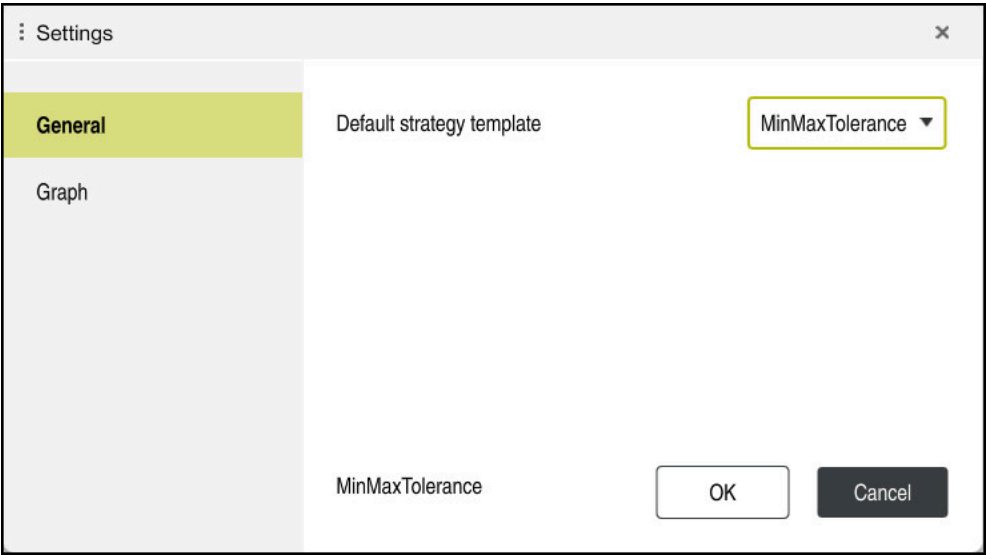 Settings
General
Default strategy template
MinMaxTolerance
Graph
MinMaxTolerance
OK
Cancel